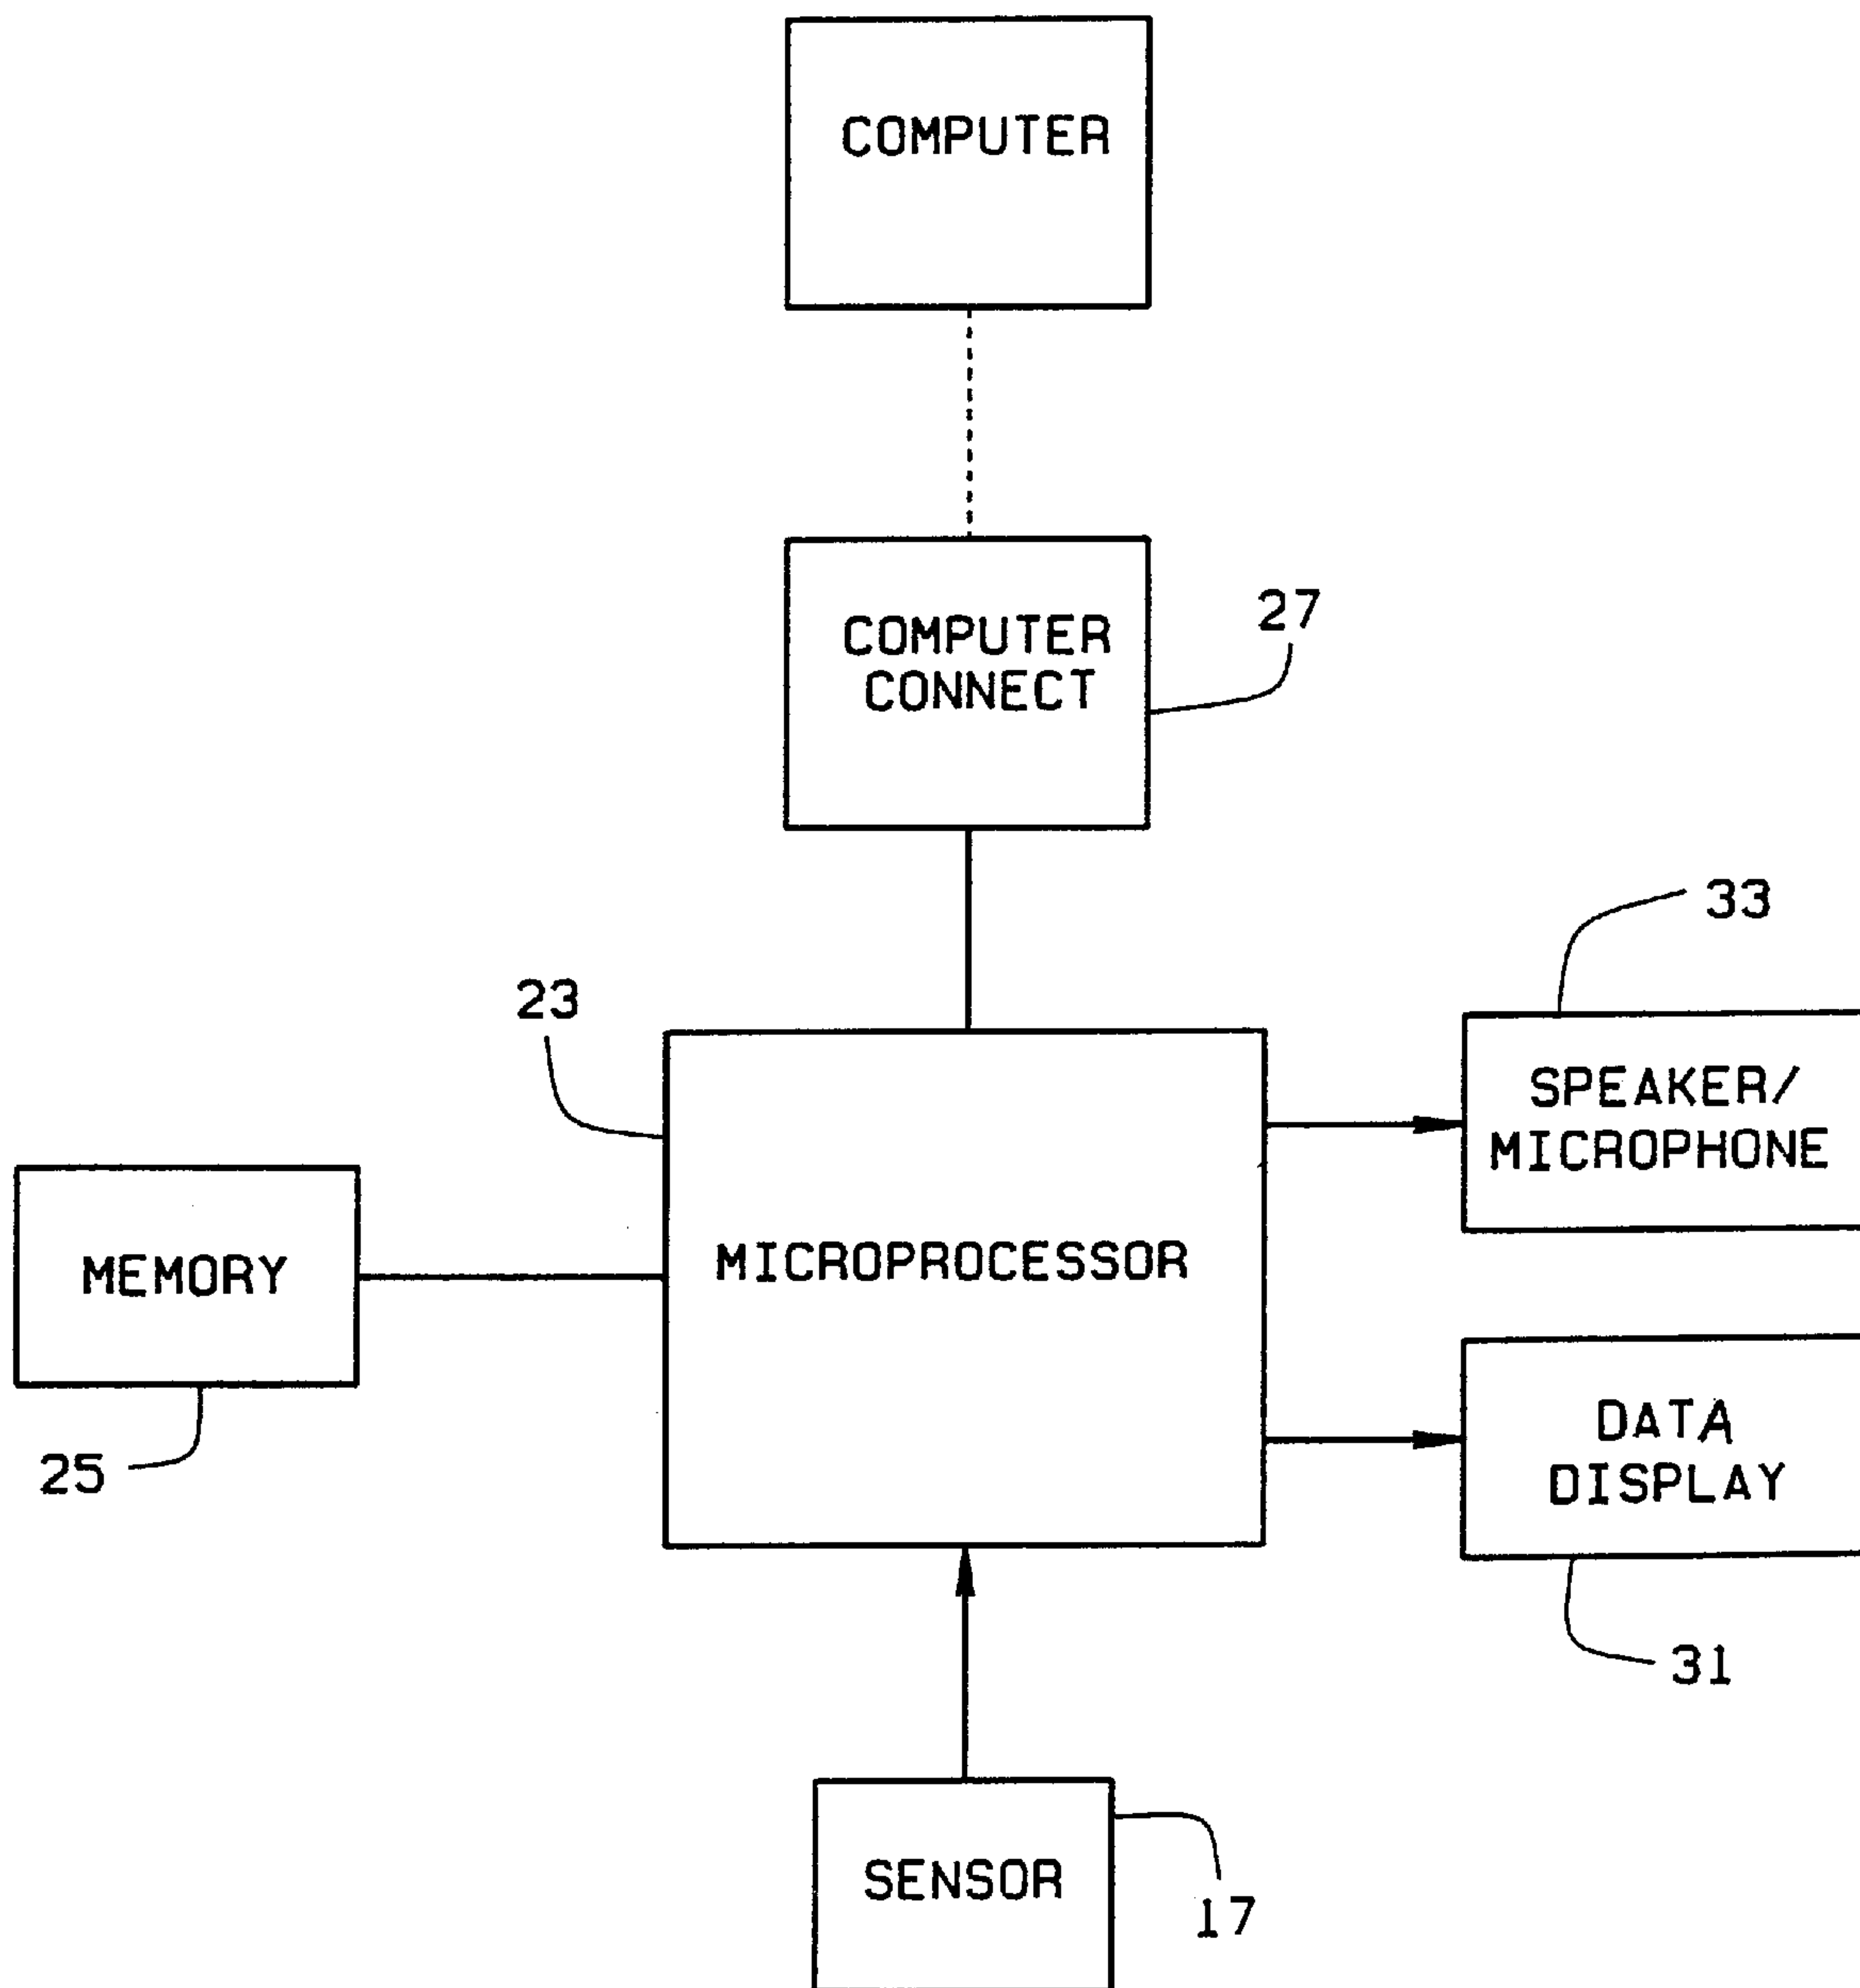 COMPUTER
COMPUTER
CONNECT
27
33
23
SPEAKER/
MICROPHONE
MEMORY
MICROPROCESSOR
25
DATA
DISPLAY
31
SENSOR
17